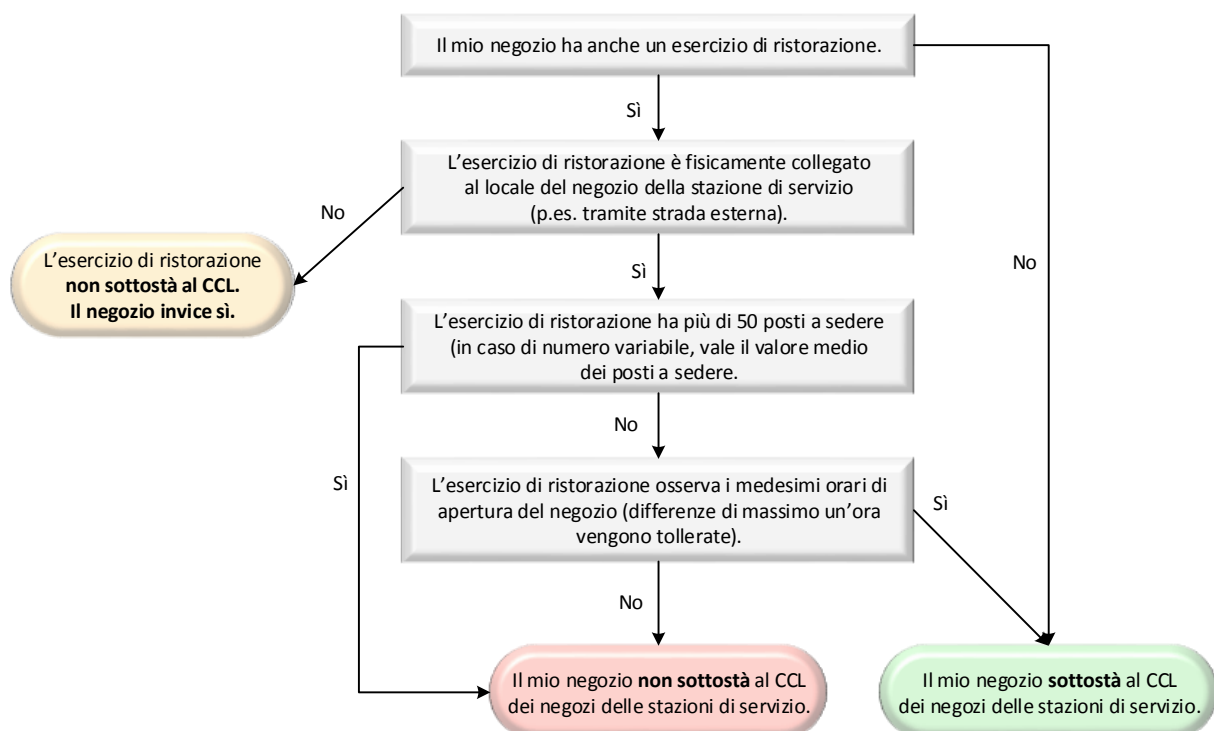 Il mio negozio ha anche un esercizio di ristorazione.
Sì
L'esercizio di ristorazione è fisicamente collegato
al locale del negozio della stazione di servizio
(p.es. tramite strada esterna).
No
No
L'esercizio di ristorazione
non sottostà al CCL.
Il negozio invice sì.
Sì
L'esercizio di ristorazione ha più di 50 posti a sedere
(in caso di numero variabile, vale il valore medio
dei posti a sedere.
No
Sì
L'esercizio di ristorazione osserva i medesimi orari di
apertura del negozio (differenze di massimo un'ora
vengono tollerate).
Sì
No
Il mio negozio non sottostà al CCL
dei negozi delle stazioni di servizio.
Il mio negozio sottostà al CCL
dei negozi delle stazioni di servizio.